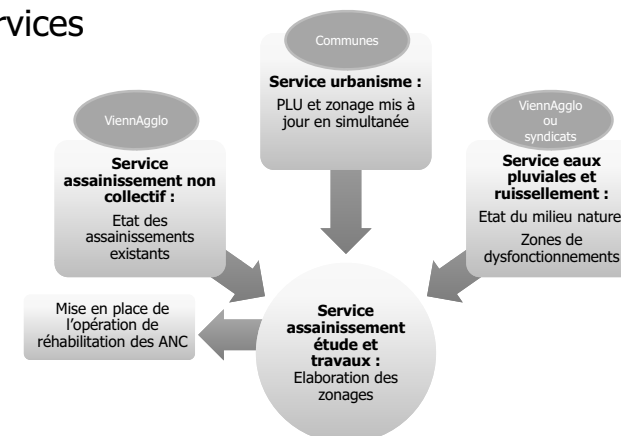 rvices
Communes
Service urbanisme :
PLU et zonage mis à
jour en simultanée
ViennAgglo
Service
assainissement non
collectif :
Etat des
assainissements
existants
ViennAgglo
ou
syndicats
Service eaux
pluviales et
ruissellement :
Etat du milieu nature
Zones de
dysfonctionnements
Mise en place de
l'opération de
réhabilitation des ANC
Service
assainissement
étude et
travaux :
Elaboration des
zonages